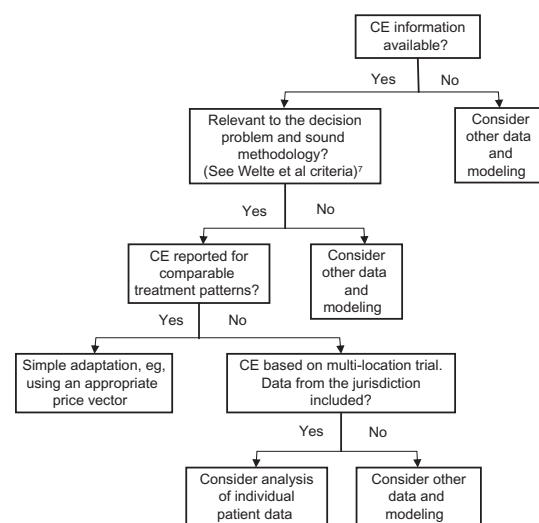 CE information
available?
Yes
No
Relevant to the decision
problem and sound
methodology?
(See Welte et al criteria)⁷
Consider
other data
and
modeling
Yes
No
CE reported for
comparable
treatment patterns?
Consider
other data
and
modeling
Yes
No
Simple adaptation, eg,
using an appropriate
price vector
CE based on multi-location trial.
Data from the jurisdiction
included?
Yes
No
Consider analysis
of individual
patient data
Consider other
data and
modeling